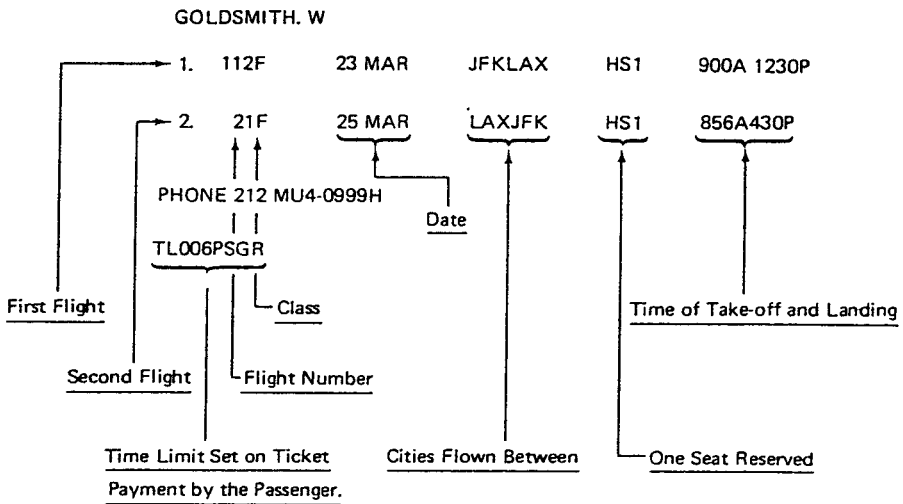 GOLDSMITH. W
1. 112F 23 MAR JFKLAX HS1 900A 1230P
2. 21F 25 MAR LAXJFK HS1 856A430P
PHONE 212 MU4-0999H
Date
TL006PSGR
First Flight
Class
Time of Take-off and Landing
Second Flight
Flight Number
Time Limit Set on Ticket
Payment by the Passenger.
Cities Flown Between
One Seat Reserved